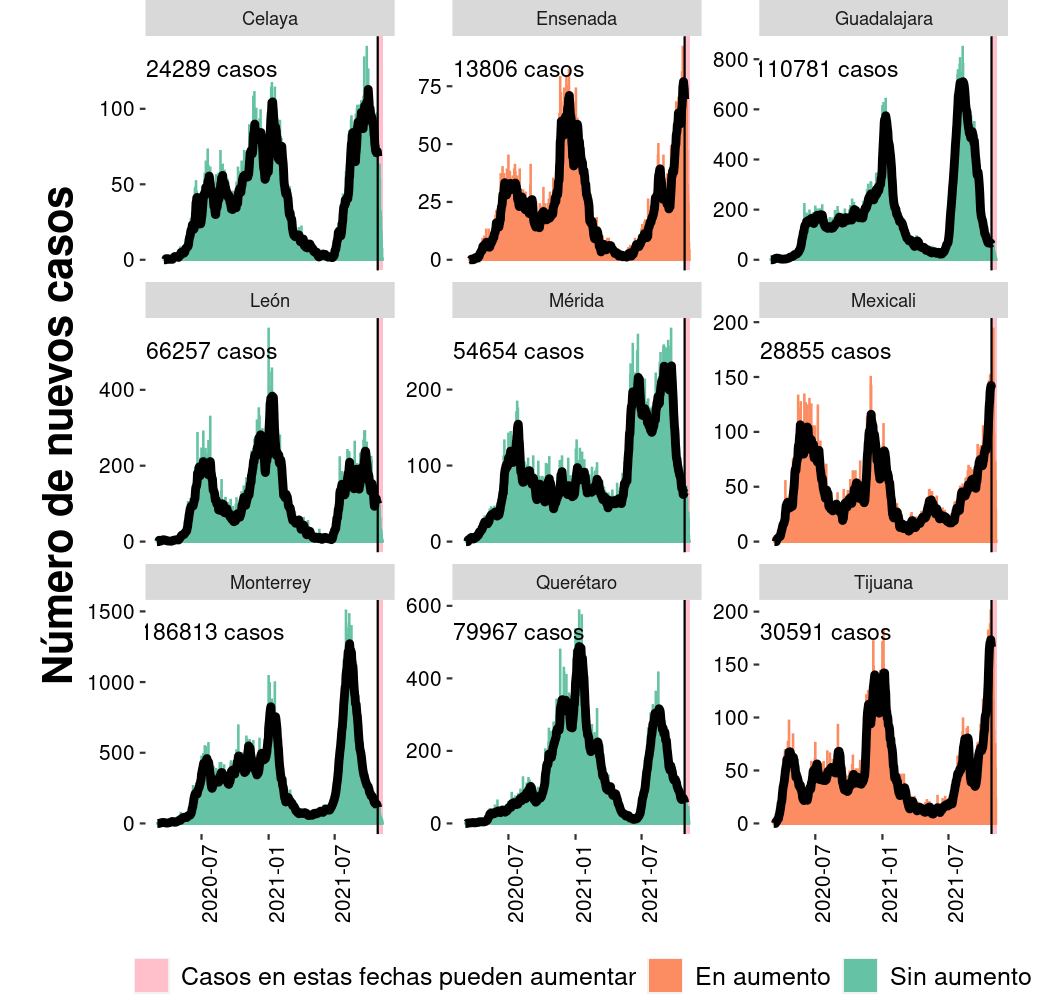 Número de nuevos casos
Celaya
24289 casos
100
50
0
Ensenada
13806 casos
75
50
25
0
Guadalajara
110781 casos
800
600
400
200
0
León
66257 casos
400
200
0
Mérida
54654 casos
200
100
0
Mexicali
28855 casos
200
150
100
50
0
Monterrey
186813 casos
1500
1000
500
0
2020-07
2021-01
2021-07
Querétaro
79967 casos
600
400
200
0
2020-07
2021-01
2021-07
Tijuana
30591 casos
200
150
100
50
0
2020-07
2021-01
2021-07
Casos en estas fechas pueden aumentar
En aumento
Sin aumento